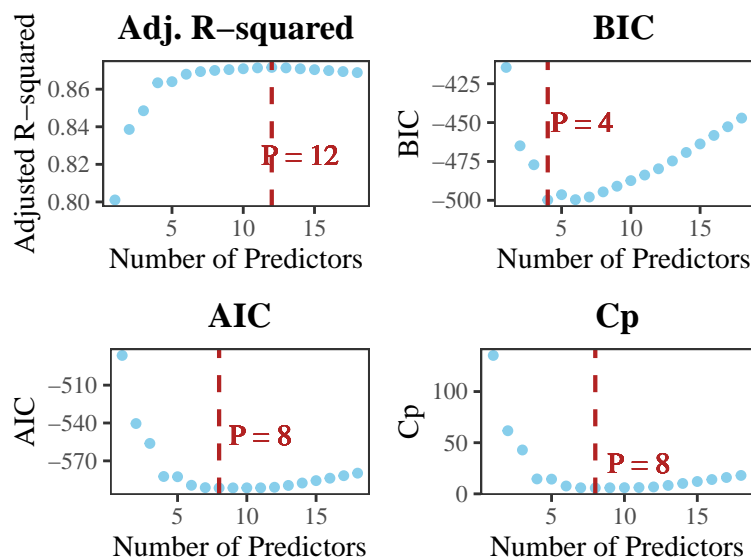 Adj. R−squared
Adjusted R−squared
0.86
0.84
0.82
0.80
P = 12
5
10
15
Number of Predictors
BIC
BIC
−425
−450
−475
−500
P = 4
5
10
15
Number of Predictors
AIC
AIC
−510
−540
−570
P = 8
5
10
15
Number of Predictors
Cp
Cp
100
50
0
P = 8
5
10
15
Number of Predictors